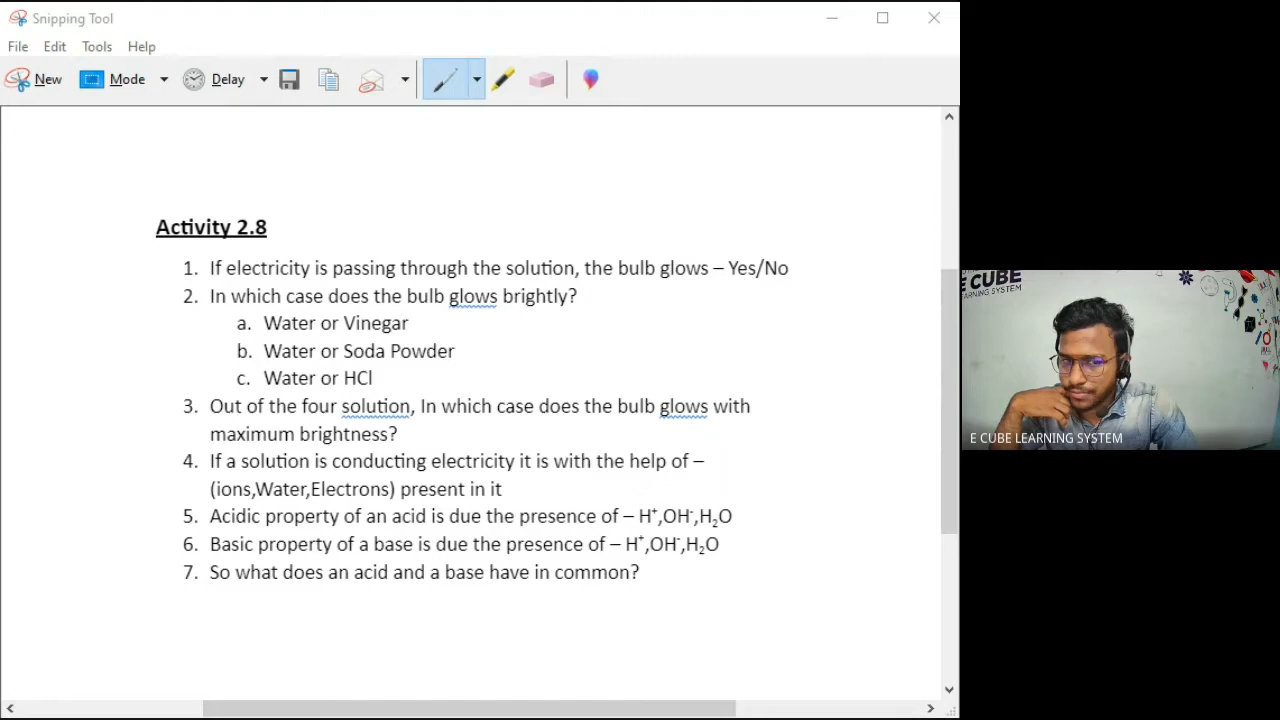 Snipping Tool
File Edit Tools Help
New Mode Delay
Activity 2.8
1. If electricity is passing through the solution, the bulb glows – Yes/No
2. In which case does the bulb glows brightly?
a. Water or Vinegar
b. Water or Soda Powder
c. Water or HCl
3. Out of the four solution, In which case does the bulb glows with
maximum brightness?
4. If a solution is conducting electricity it is with the help of –
(ions,Water,Electrons) present in it
5. Acidic property of an acid is due the presence of – H⁺,OH⁻,H₂O
6. Basic property of a base is due the presence of – H⁺,OH⁻,H₂O
7. So what does an acid and a base have in common?
E CUBE
EARNING SYSTEM
E CUBE LEARNING SYSTEM